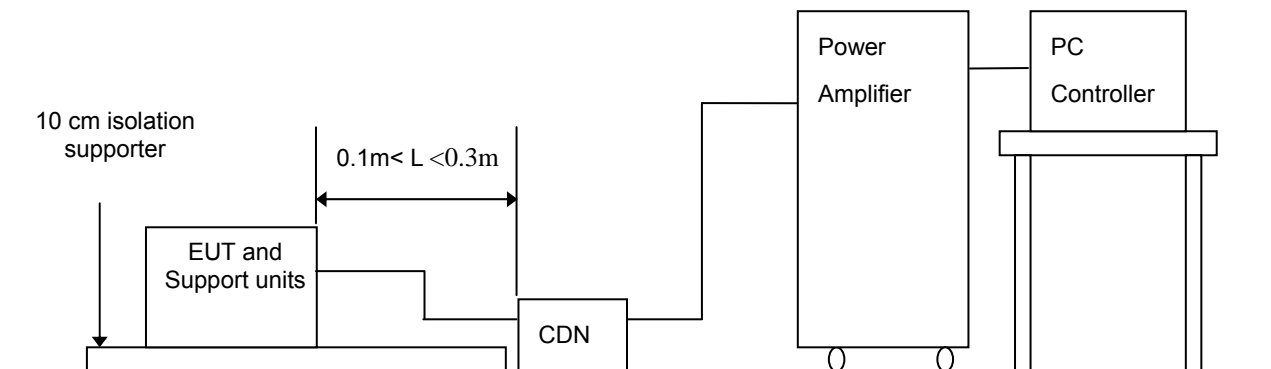 10 cm isolation
supporter
0.1m< L <0.3m
EUT and
Support units
CDN
Power
Amplifier
PC
Controller